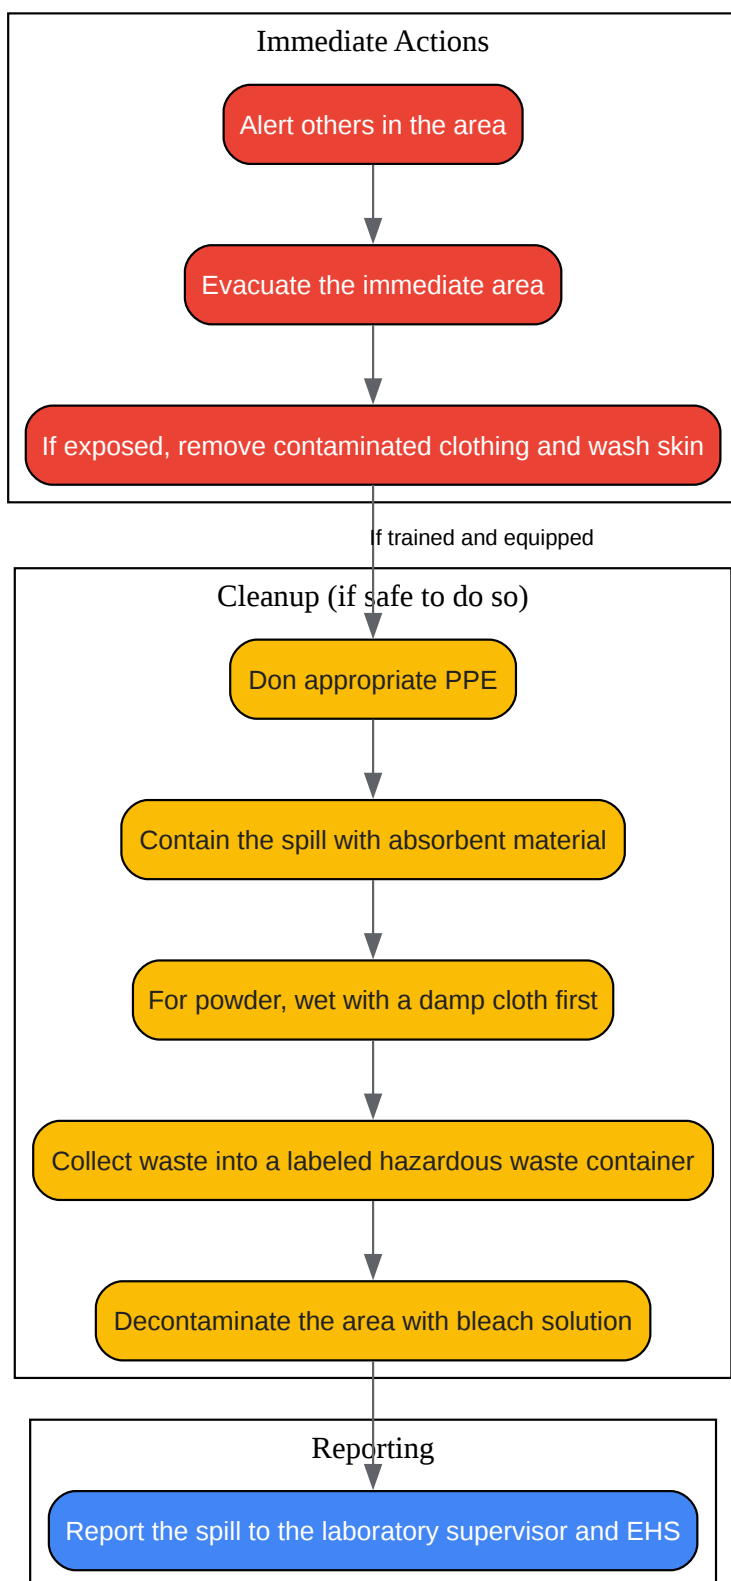 Immediate Actions
Alert others in the area
Evacuate the immediate area
If exposed, remove contaminated clothing and wash skin
If trained and equipped
Cleanup (if safe to do so)
Don appropriate PPE
Contain the spill with absorbent material
For powder, wet with a damp cloth first
Collect waste into a labeled hazardous waste container
Decontaminate the area with bleach solution
Reporting
Report the spill to the laboratory supervisor and EHS